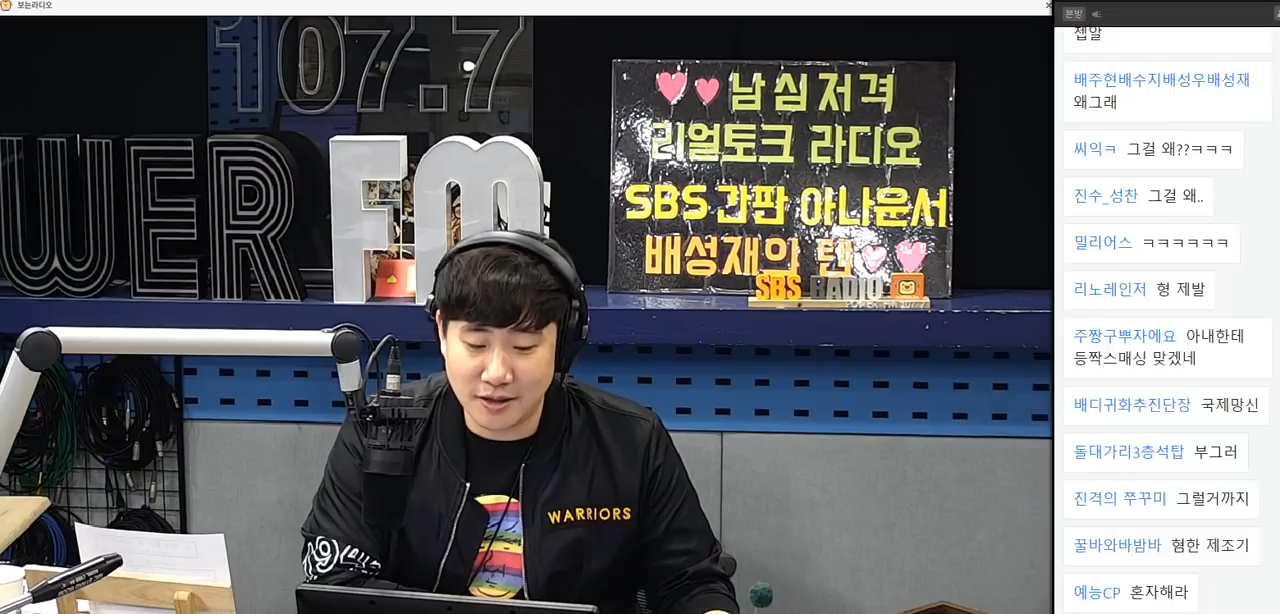 보는라디오
107.7
WER FM
남심저격
리얼토크 라디오
SBS 간판 아나운서
배성재의 텐
SBS RADIO
POWER FM 107.7
WARRIORS
본방
젭알
배주현배수지배성우배성재
왜그래
씨익ㅋ 그걸 왜??ㅋㅋㅋ
진수_성찬 그걸 왜..
밀리어스 ㅋㅋㅋㅋㅋㅋ
리노레인저 형 제발
주짱구뿌자에요 아내한테
등짝스매싱 맞겠네
배디귀화추진단장 국제망신
돌대가리3층석탑 부그러
진격의 쭈꾸미 그럴거까지
꿀바와바밤바 혐한 제조기
예능CP 혼자해라